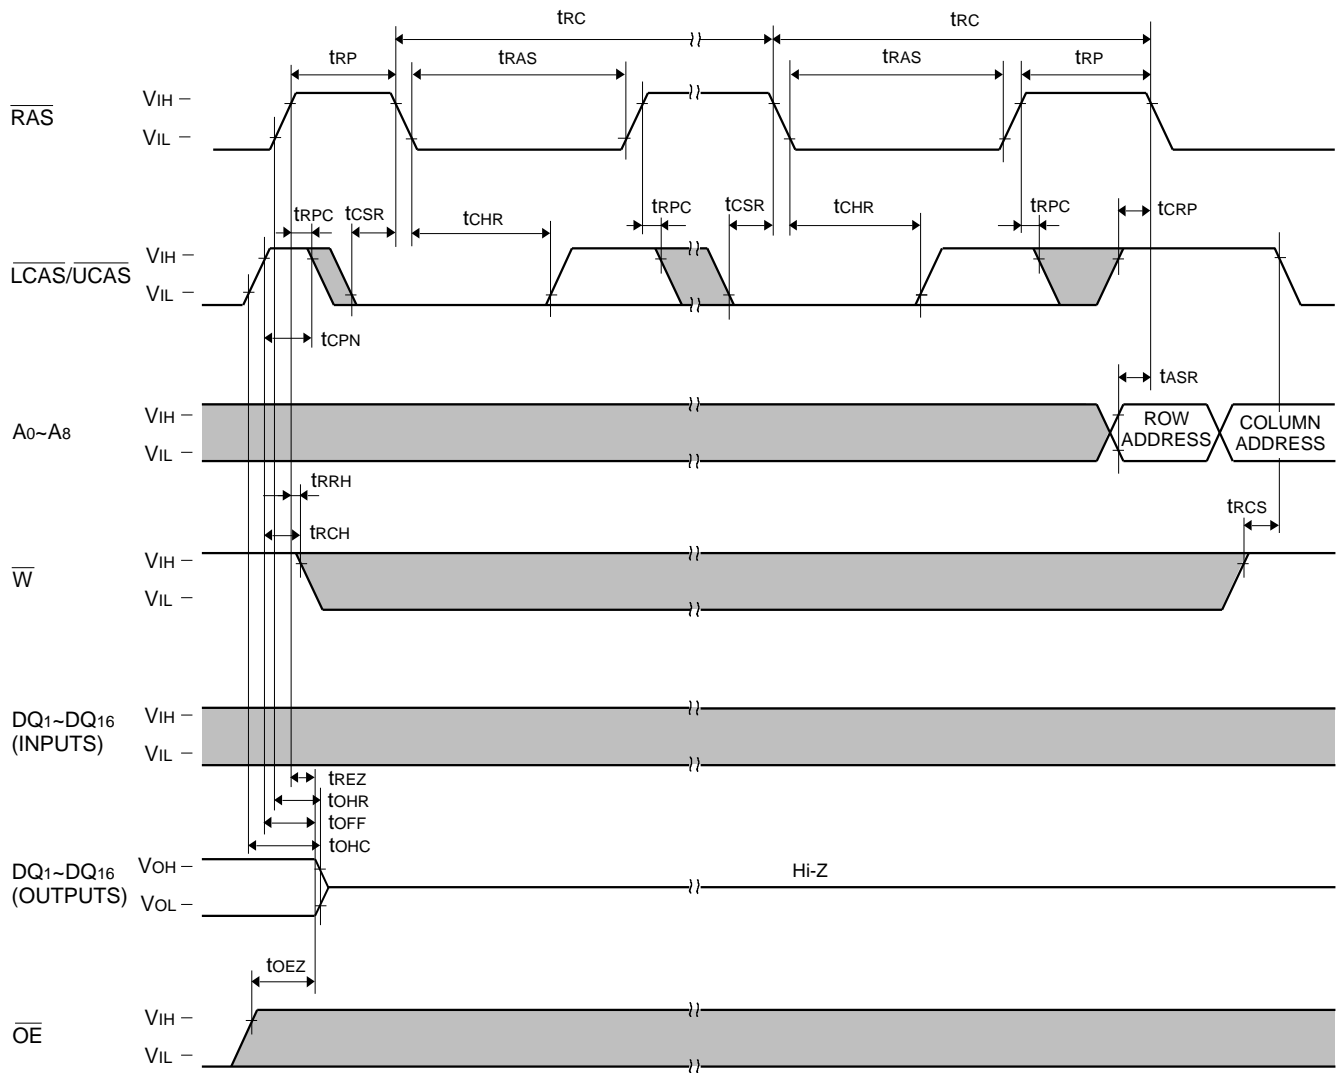 tRC tRC
tRP tRAS tRAS tRP
RAS
VIH
VIL
tRPC tCSR tCHR tRPC tCSR tCHR tRPC tCRP
LCAS/UCAS
VIH
VIL
tCPN
tASR
A0~A8
VIH
VIL
ROW ADDRESS
COLUMN ADDRESS
tRRH
tRCH
tRCS
W
VIH
VIL
DQ1~DQ16
(INPUTS)
VIH
VIL
tREZ
tOHR
tOFF
tOHC
DQ1~DQ16
(OUTPUTS)
VOH
VOL
Hi-Z
tOEZ
OE
VIH
VIL